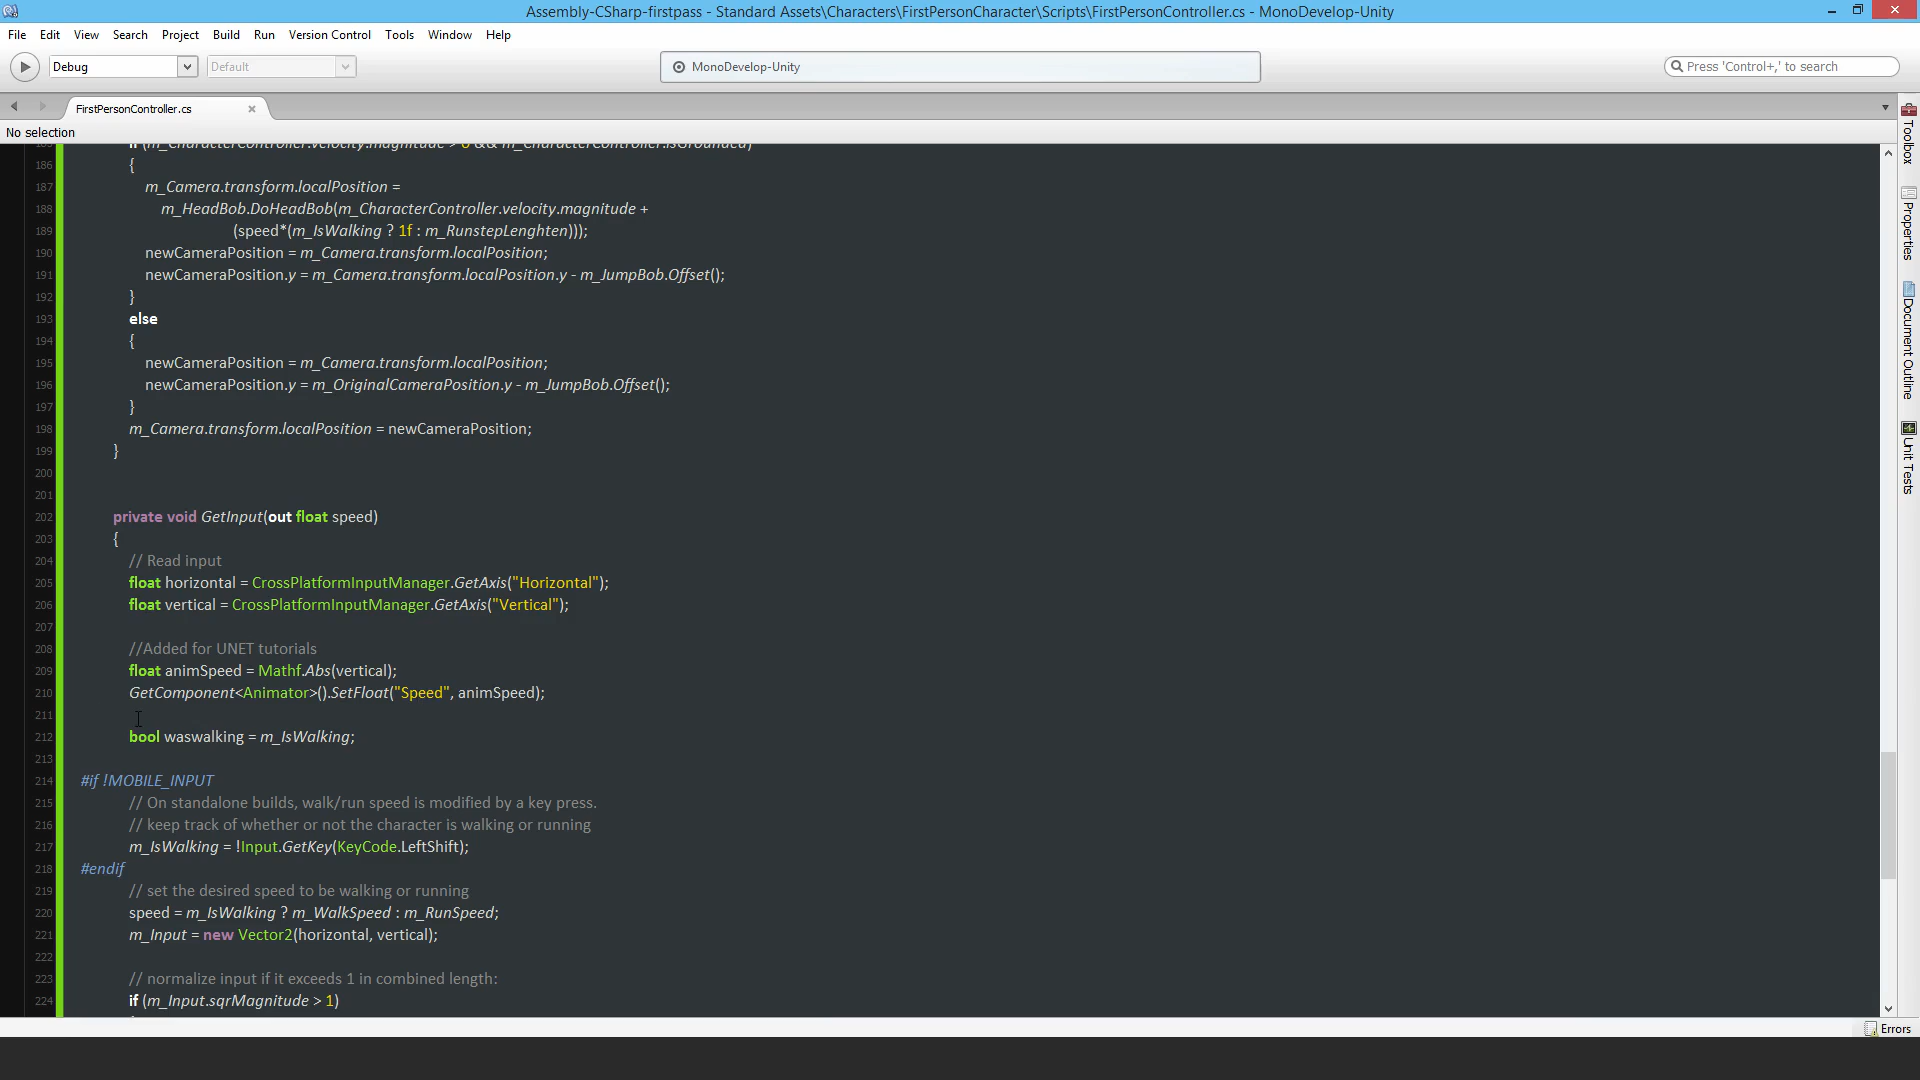 Assembly-CSharp-firstpass - Standard Assets\Characters\FirstPersonCharacter\Scripts\FirstPersonController.cs - MonoDevelop-Unity
File Edit View Search Project Build Run Version Control Tools Window Help
Debug Default MonoDevelop-Unity Press 'Control+,' to search
FirstPersonController.cs
No selection
185 if (m_CharacterController.velocity.magnitude > 0 && m_CharacterController.isGrounded)
186 {
187 m_Camera.transform.localPosition =
188 m_HeadBob.DoHeadBob(m_CharacterController.velocity.magnitude +
189 (speed*(m_IsWalking ? 1f : m_RunstepLenghten)));
190 newCameraPosition = m_Camera.transform.localPosition;
191 newCameraPosition.y = m_Camera.transform.localPosition.y - m_JumpBob.Offset();
192 }
193 else
194 {
195 newCameraPosition = m_Camera.transform.localPosition;
196 newCameraPosition.y = m_OriginalCameraPosition.y - m_JumpBob.Offset();
197 }
198 m_Camera.transform.localPosition = newCameraPosition;
199 }
200
201
202 private void GetInput(out float speed)
203 {
204 // Read input
205 float horizontal = CrossPlatformInputManager.GetAxis("Horizontal");
206 float vertical = CrossPlatformInputManager.GetAxis("Vertical");
207
208 //Added for UNET tutorials
209 float animSpeed = Mathf.Abs(vertical);
210 GetComponent<Animator>().SetFloat("Speed", animSpeed);
211
212 bool waswalking = m_IsWalking;
213
214 #if !MOBILE_INPUT
215 // On standalone builds, walk/run speed is modified by a key press.
216 // keep track of whether or not the character is walking or running
217 m_IsWalking = !Input.GetKey(KeyCode.LeftShift);
218 #endif
219 // set the desired speed to be walking or running
220 speed = m_IsWalking ? m_WalkSpeed : m_RunSpeed;
221 m_Input = new Vector2(horizontal, vertical);
222
223 // normalize input if it exceeds 1 in combined length:
224 if (m_Input.sqrMagnitude > 1)
Toolbox
Properties
Document Outline
Unit Tests
Errors